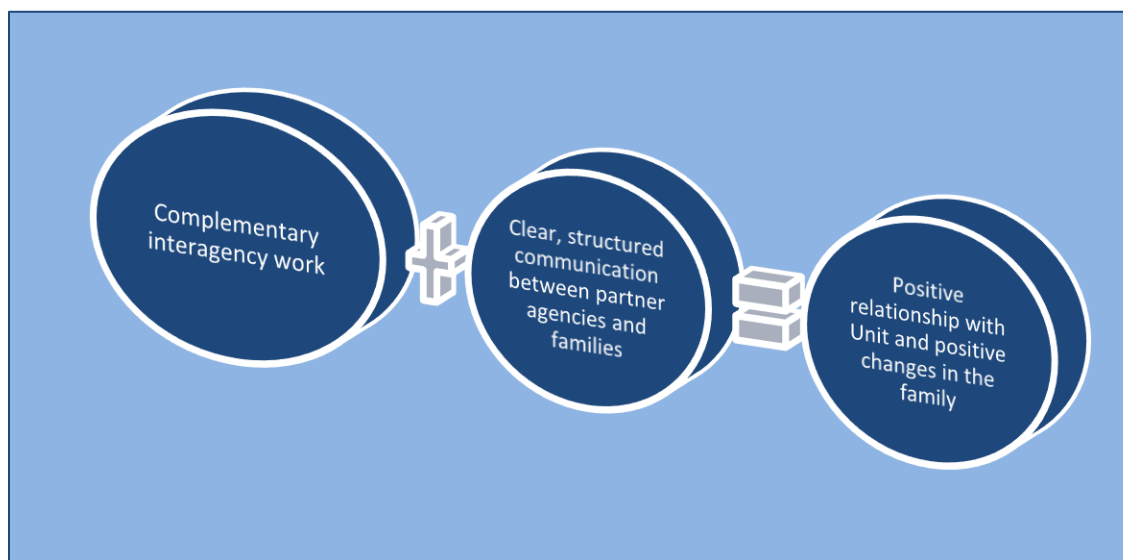 Complementary
interagency work
+
Clear, structured
communication
between partner
agencies and
families
=
Positive
relationship with
Unit and positive
changes in the
family